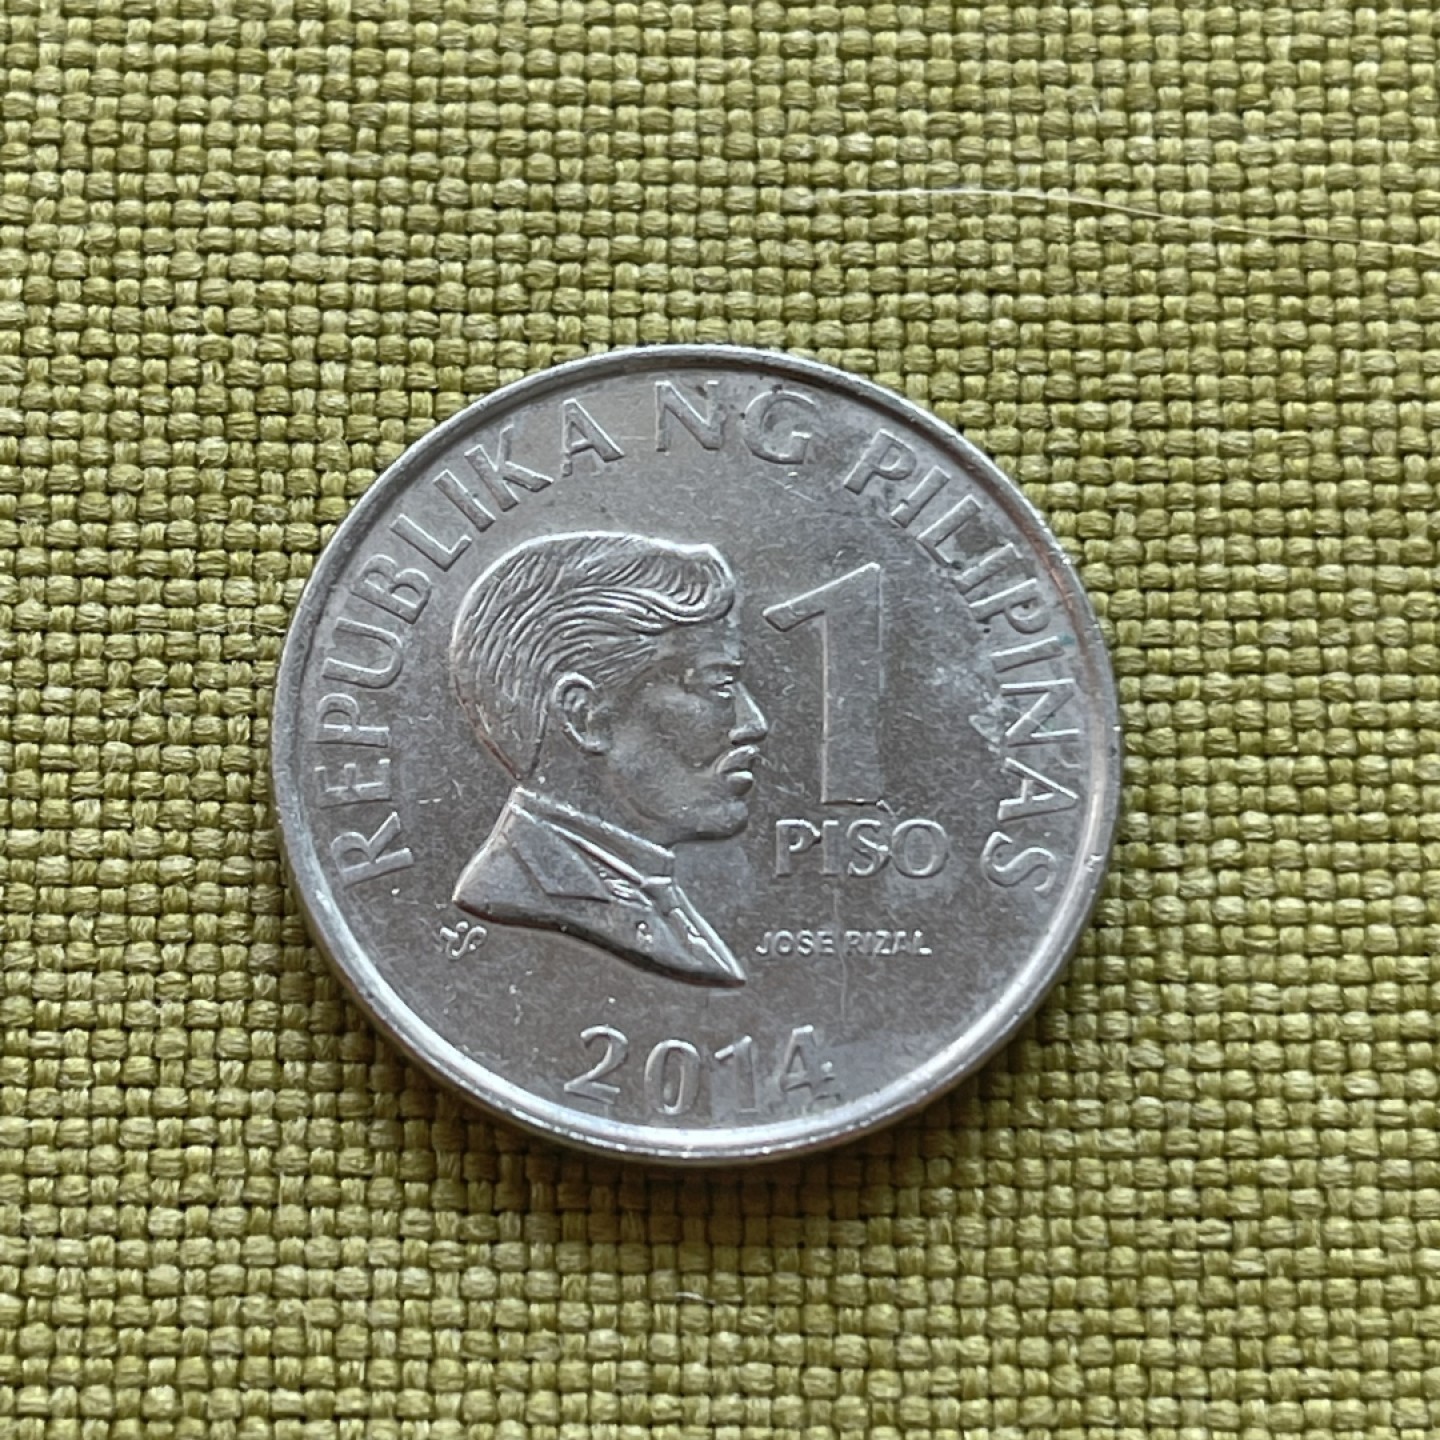 REPUBLIKA NG PILIPINAS
1
PISO
JOSE RIZAL
2014